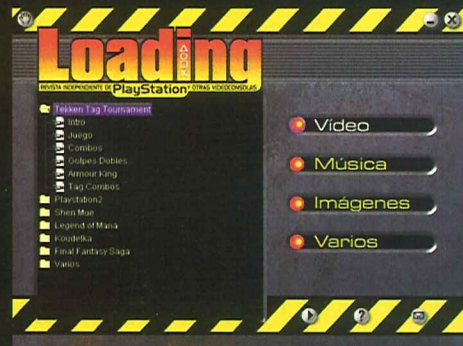 Loading
REVISTA INDEPENDIENTE DE PlayStation Y OTRAS VIDEOCONSOLAS
Tekken Tag Tournament
Intro
Juego
Combos
Golpes Dobles
Armour King
Tag Combos
Playstation2
Shen Mue
Legend of Mana
Koudelka
Final Fantasy Saga
Varios
Vídeo
Música
Imágenes
Varios
?